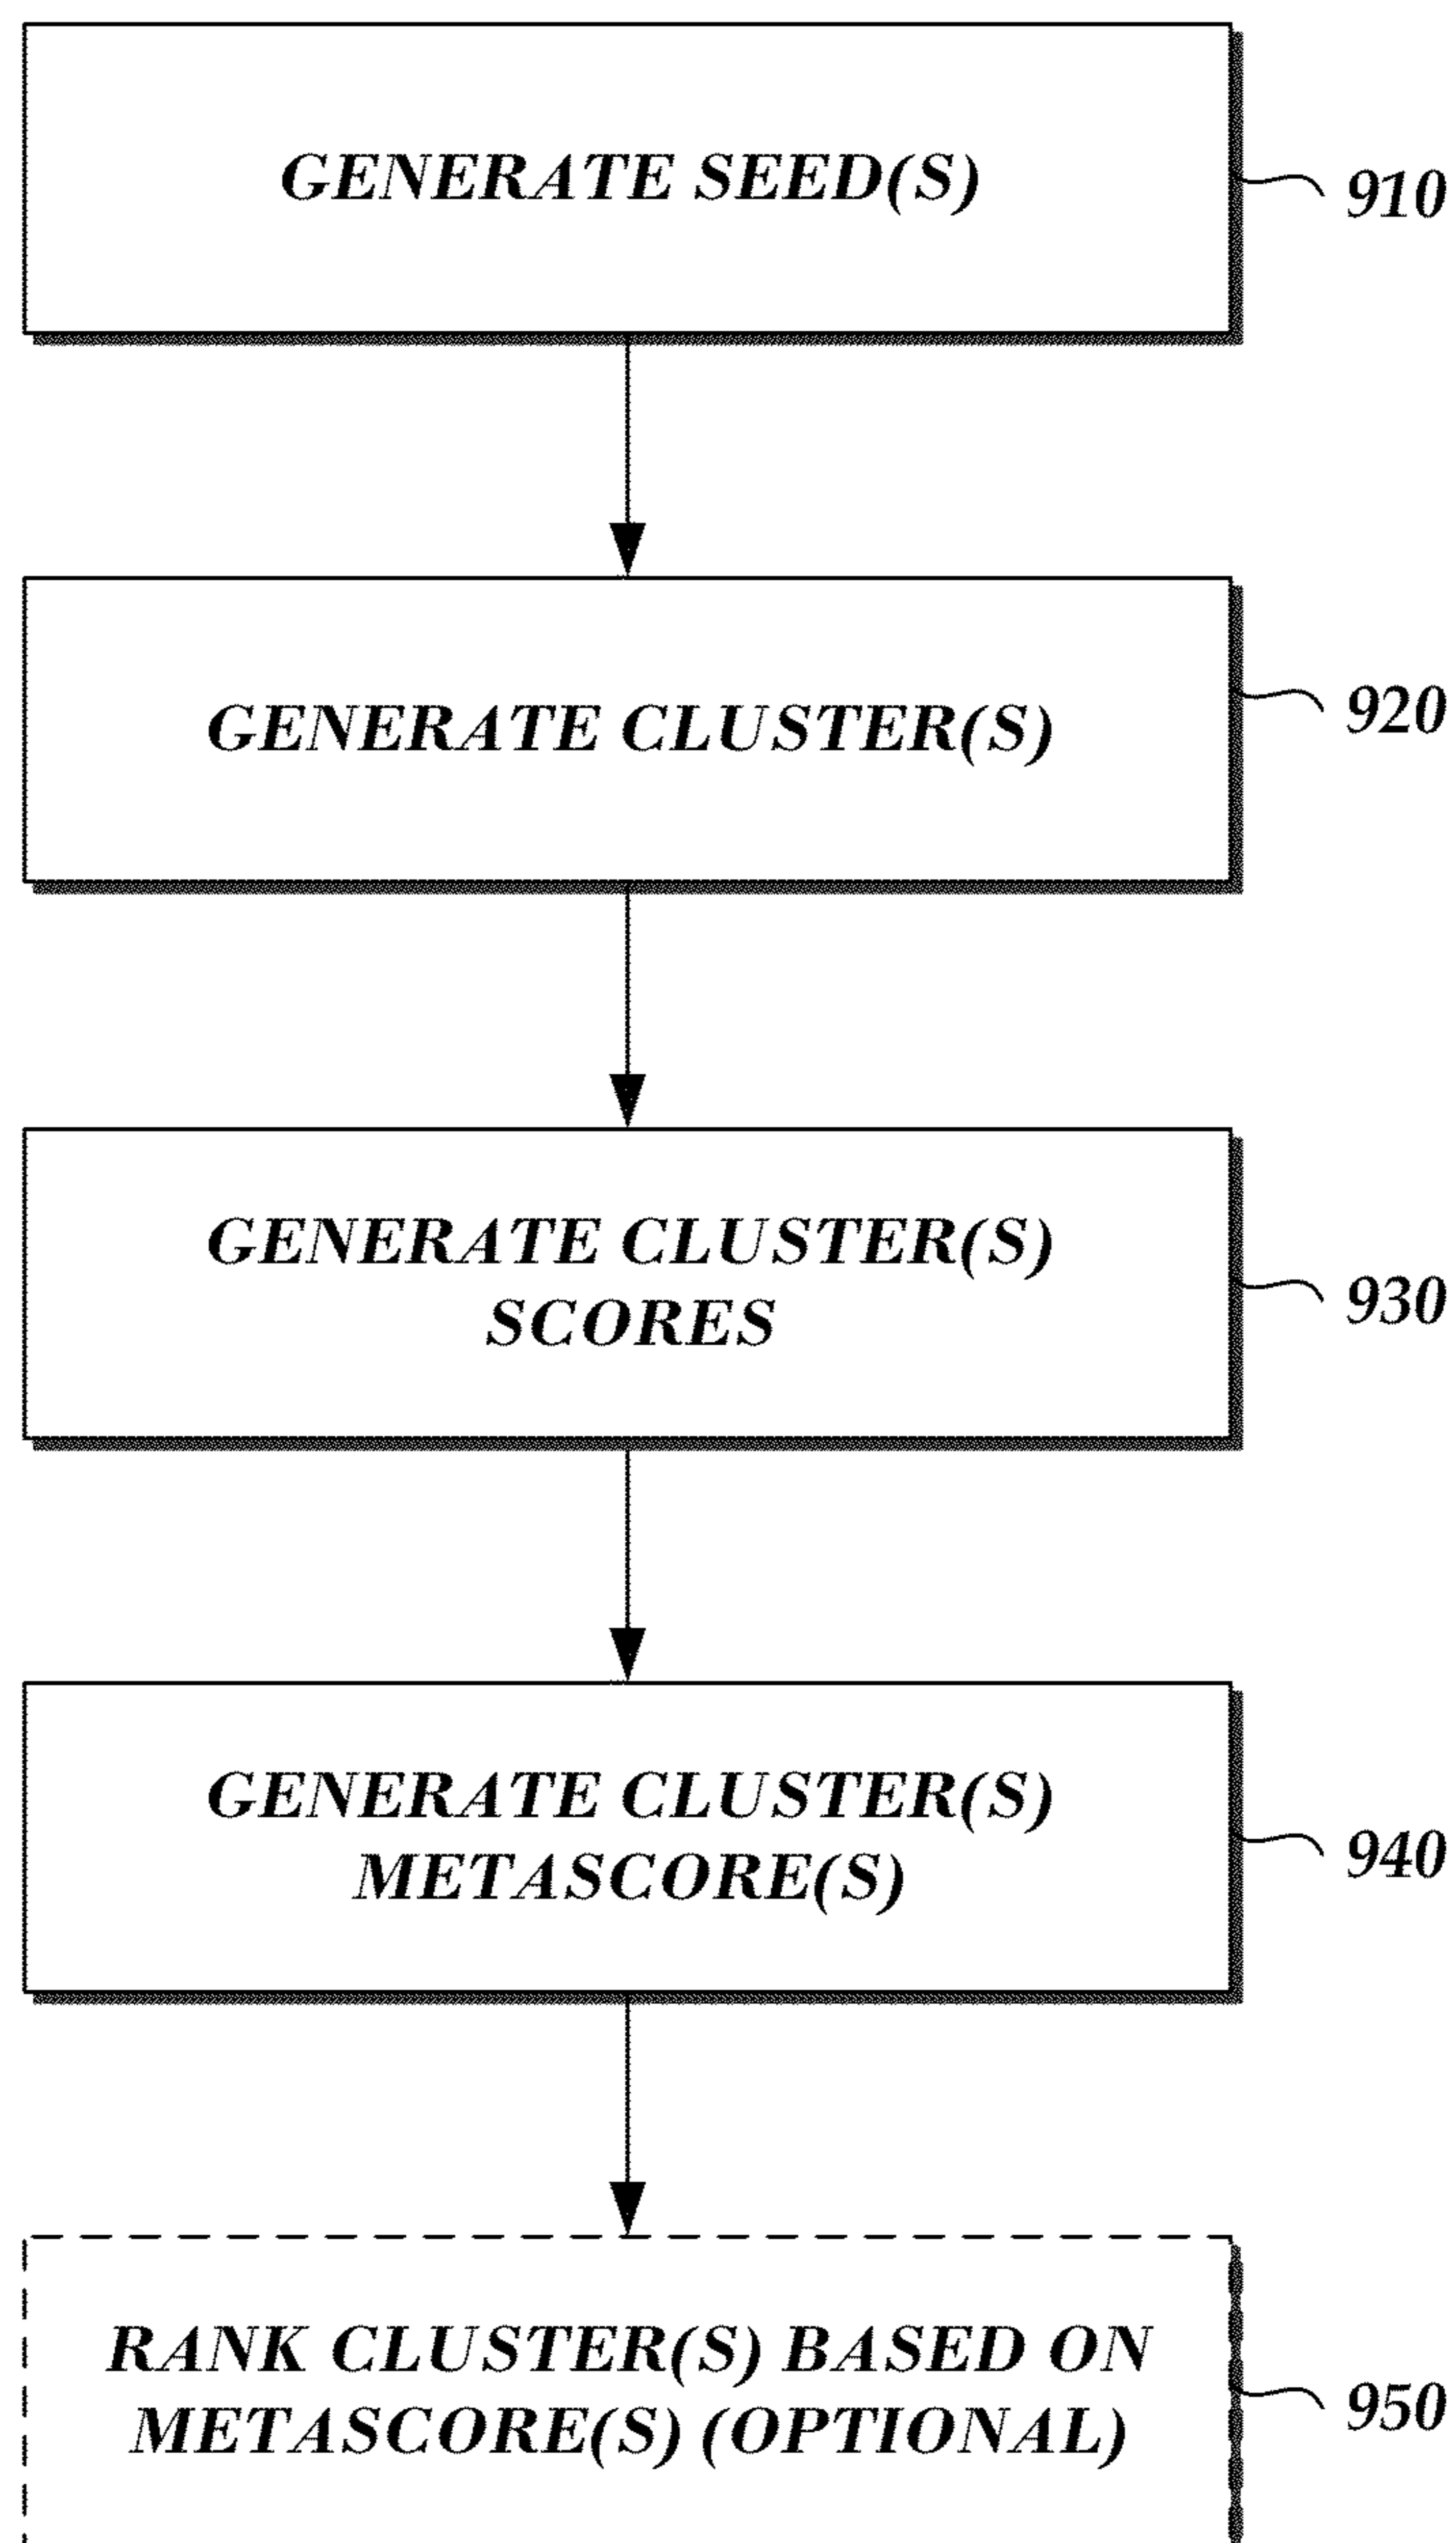 GENERATE SEED(S)
910
GENERATE CLUSTER(S)
920
GENERATE CLUSTER(S)
SCORES
930
GENERATE CLUSTER(S)
METASCORE(S)
940
RANK CLUSTER(S) BASED ON
METASCORE(S) (OPTIONAL)
950